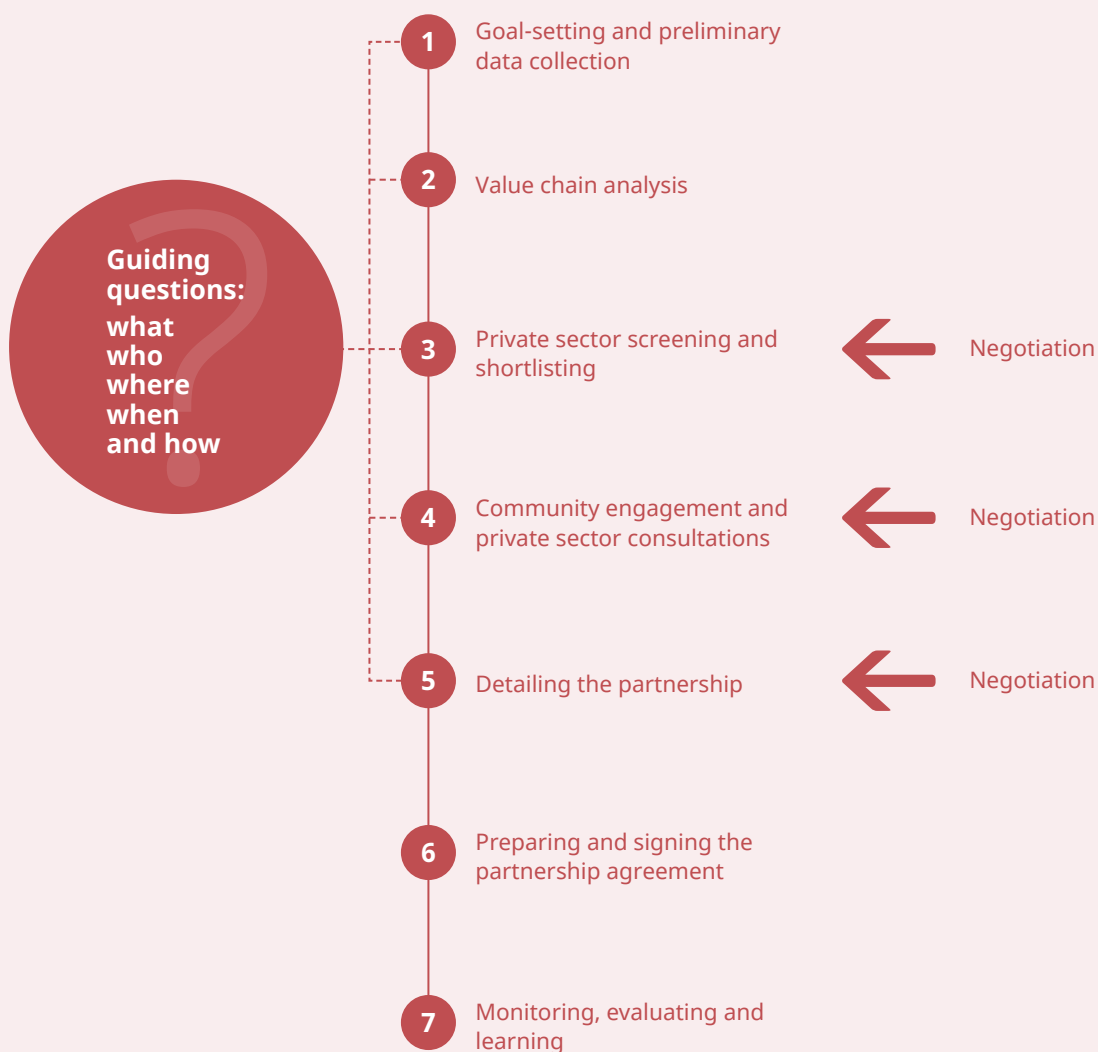 1
Goal-setting and preliminary
data collection
2
Value chain analysis
Guiding
questions:
what
who
where
when
and how
?
3
Private sector screening and
shortlisting
Negotiation
4
Community engagement and
private sector consultations
Negotiation
5
Detailing the partnership
Negotiation
6
Preparing and signing the
partnership agreement
7
Monitoring, evaluating and
learning